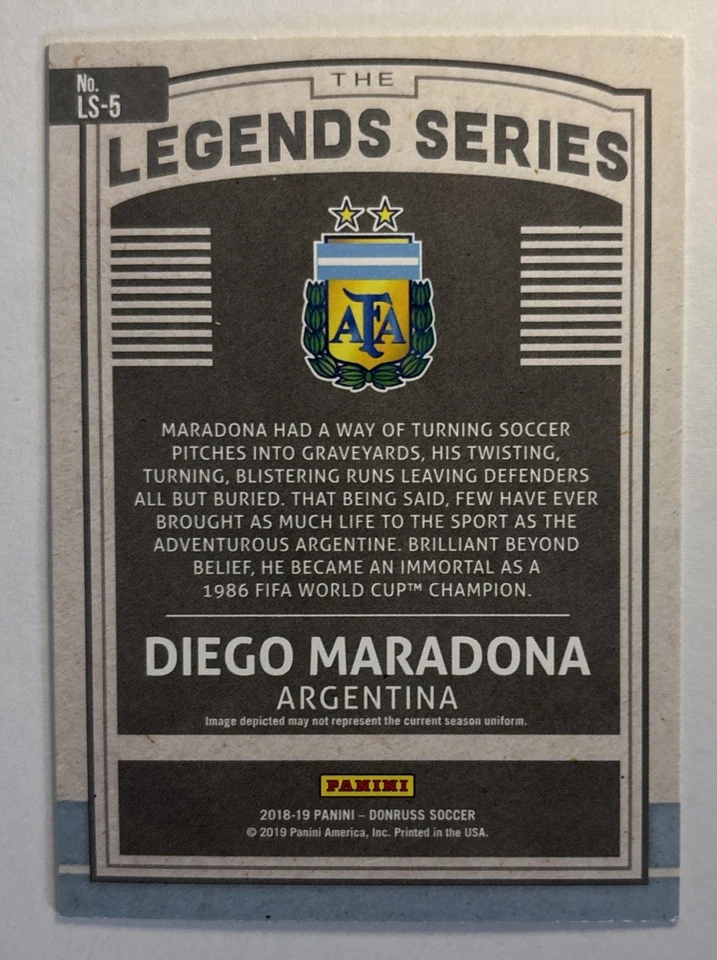 No.
LS-5
THE
LEGENDS SERIES
AFA
MARADONA HAD A WAY OF TURNING SOCCER
PITCHES INTO GRAVEYARDS, HIS TWISTING,
TURNING, BLISTERING RUNS LEAVING DEFENDERS
ALL BUT BURIED. THAT BEING SAID, FEW HAVE EVER
BROUGHT AS MUCH LIFE TO THE SPORT AS THE
ADVENTUROUS ARGENTINE. BRILLIANT BEYOND
BELIEF, HE BECAME AN IMMORTAL AS A
1986 FIFA WORLD CUP™ CHAMPION.
DIEGO MARADONA
ARGENTINA
Image depicted may not represent the current season uniform.
PANINI
2018-19 PANINI – DONRUSS SOCCER
© 2019 Panini America, Inc. Printed in the USA.